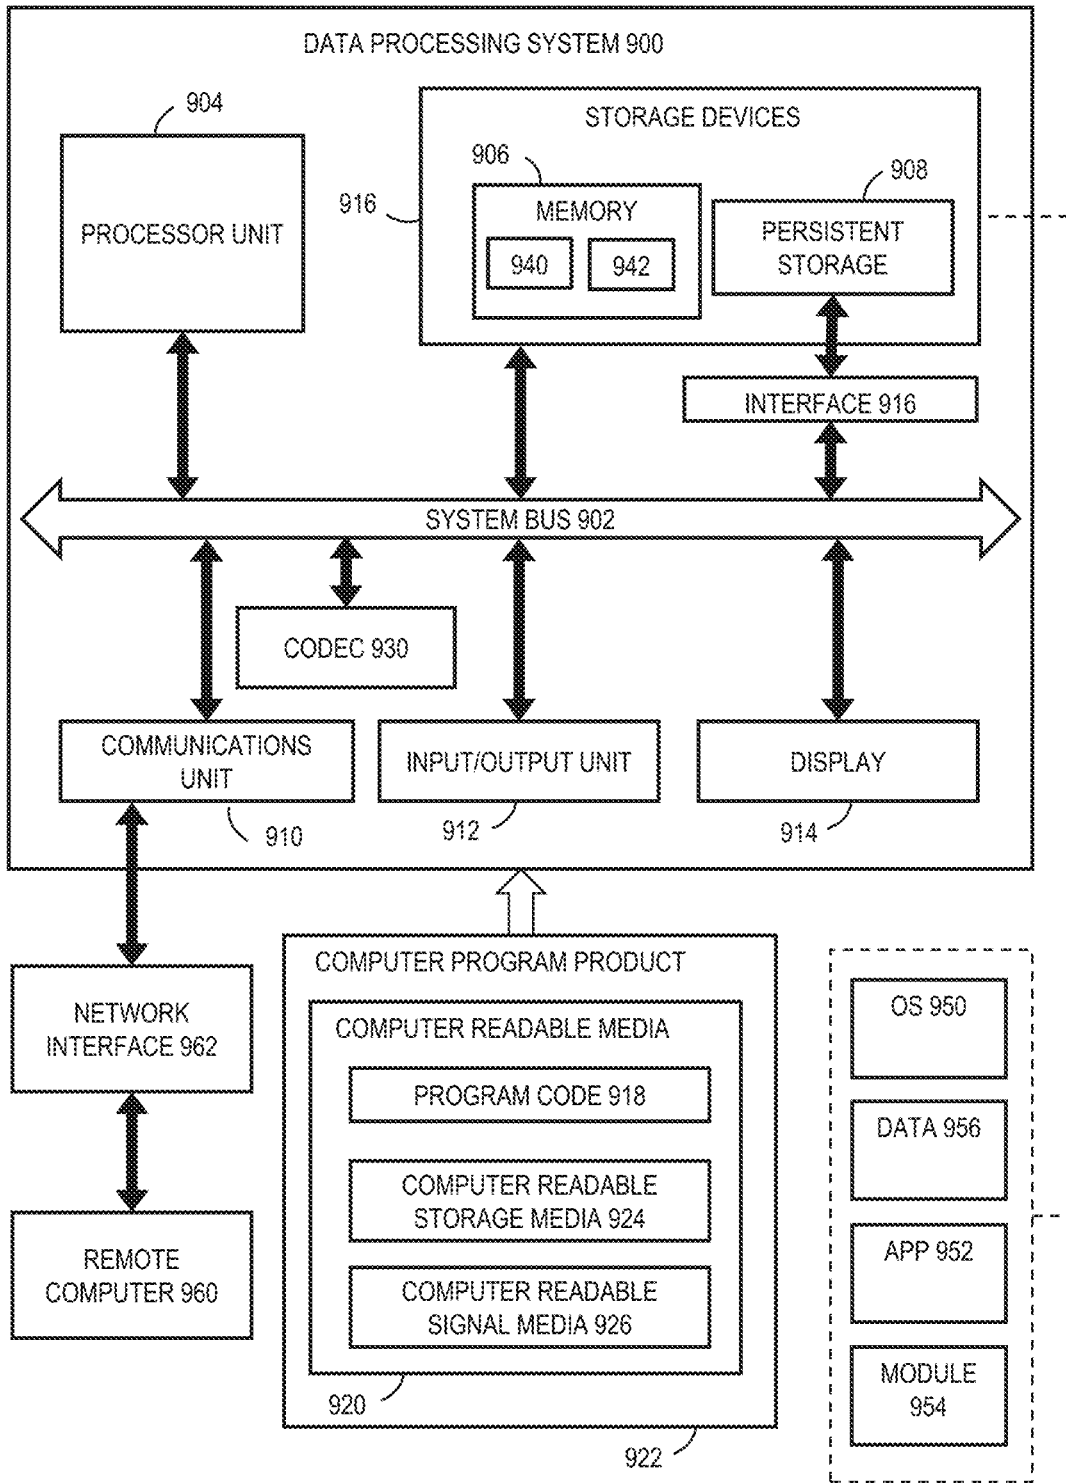 DATA PROCESSING SYSTEM 900
904
STORAGE DEVICES
906
908
916
PROCESSOR UNIT
MEMORY
940
942
PERSISTENT
STORAGE
INTERFACE 916
SYSTEM BUS 902
CODEC 930
COMMUNICATIONS
UNIT
INPUT/OUTPUT UNIT
DISPLAY
910
912
914
COMPUTER PROGRAM PRODUCT
COMPUTER READABLE MEDIA
PROGRAM CODE 918
COMPUTER READABLE
STORAGE MEDIA 924
COMPUTER READABLE
SIGNAL MEDIA 926
920
922
NETWORK
INTERFACE 962
REMOTE
COMPUTER 960
OS 950
DATA 956
APP 952
MODULE
954